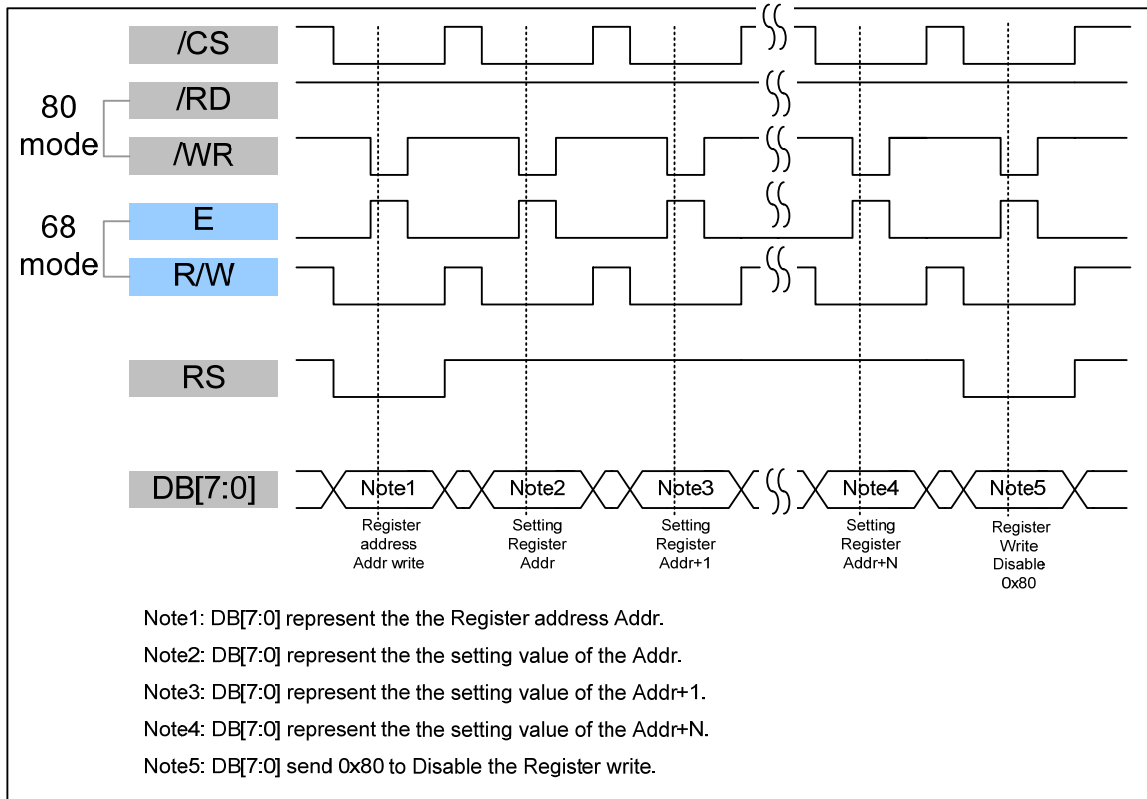 /CS
80
mode
/RD
/WR
68
mode
E
R/W
RS
DB[7:0]
Note1
Note2
Note3
Note4
Note5
Register
address
Addr write
Setting
Register
Addr
Setting
Register
Addr+1
Setting
Register
Addr+N
Register
Write
Disable
0x80
Note1: DB[7:0] represent the the Register address Addr.
Note2: DB[7:0] represent the the setting value of the Addr.
Note3: DB[7:0] represent the the setting value of the Addr+1.
Note4: DB[7:0] represent the the setting value of the Addr+N.
Note5: DB[7:0] send 0x80 to Disable the Register write.